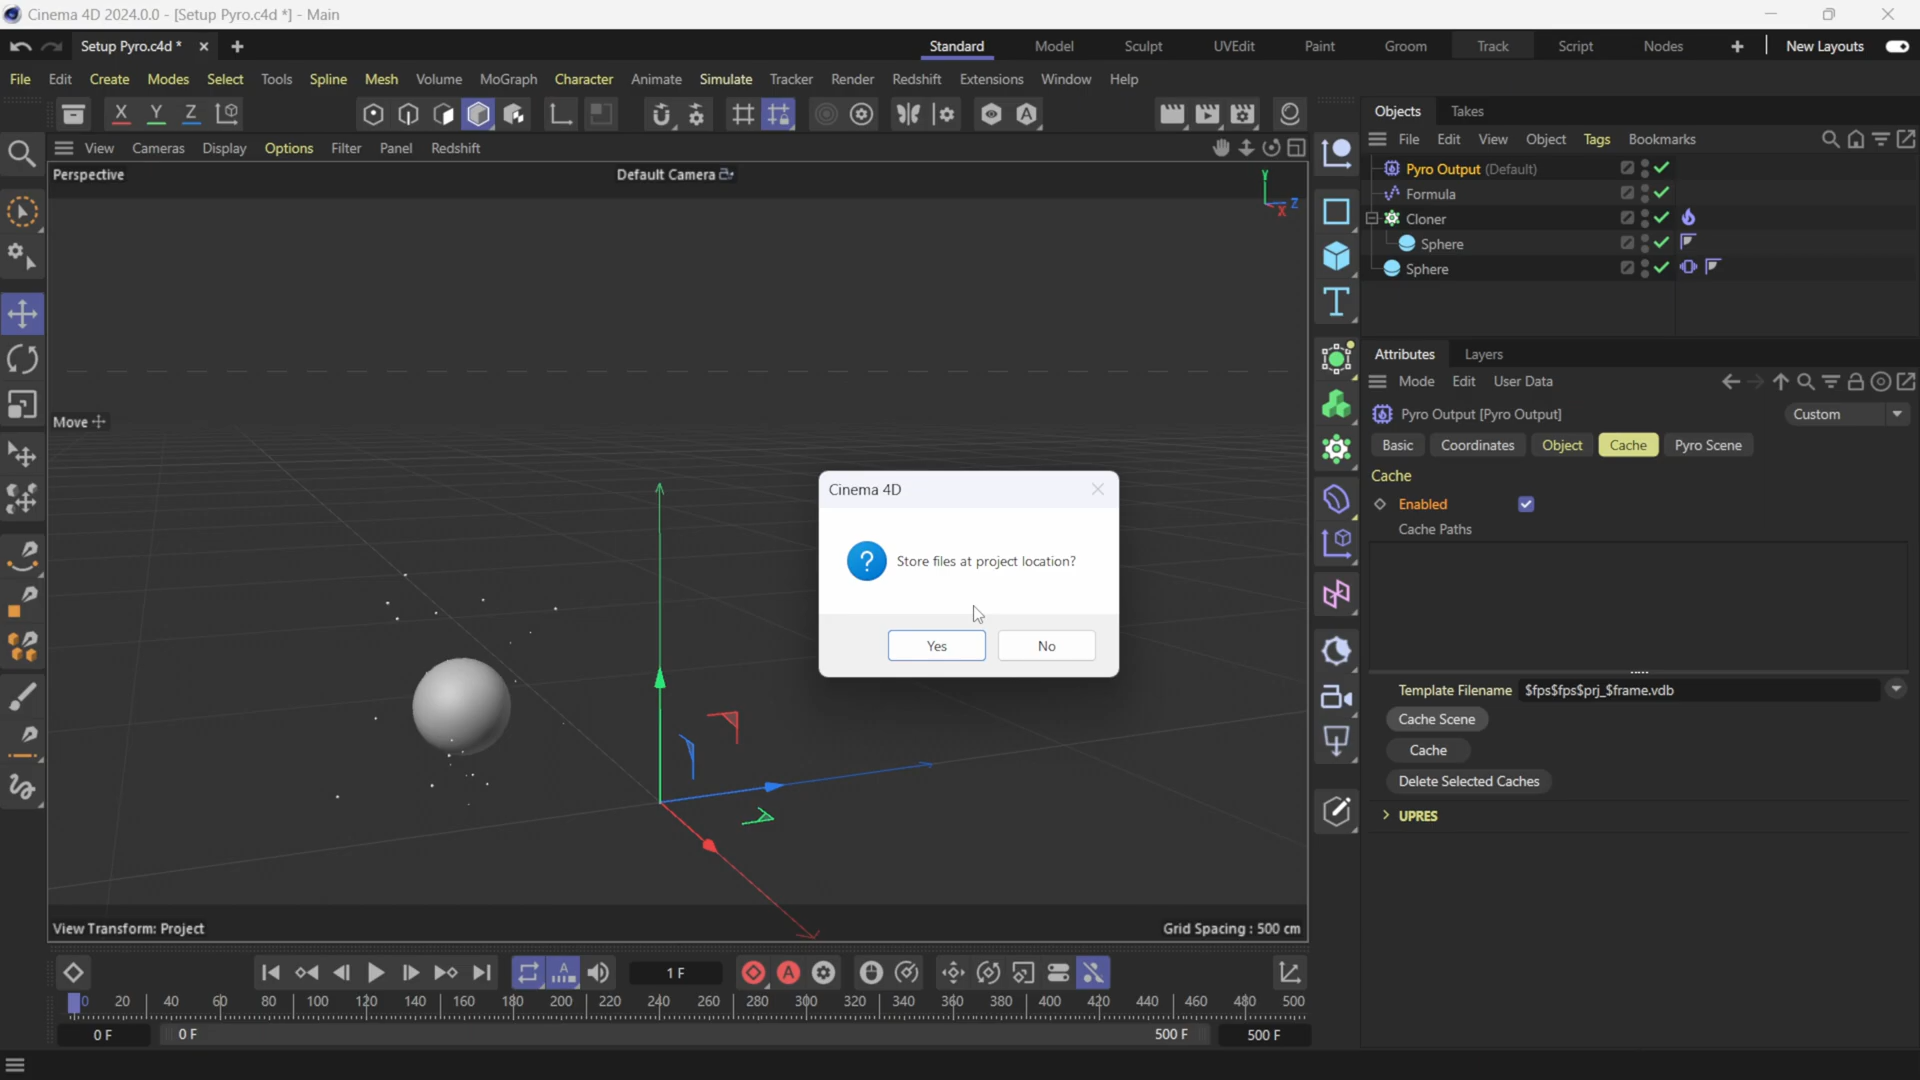 Cinema 4D 2024.0.0 - [Setup Pyro.c4d *] - Main
Setup Pyro.c4d *
Standard Model Sculpt UVEdit Paint Groom Track Script Nodes New Layouts
File Edit Create Modes Select Tools Spline Mesh Volume MoGraph Character Animate Simulate Tracker Render Redshift Extensions Window Help
X Y Z
Objects Takes
File Edit View Object Tags Bookmarks
View Cameras Display Options Filter Panel Redshift
Perspective
Default Camera
Y
Z
X
Pyro Output (Default)
Formula
Cloner
Sphere
Sphere
Attributes Layers
Mode Edit User Data
Pyro Output [Pyro Output]
Custom
Basic Coordinates Object Cache Pyro Scene
Cache
Enabled
Cache Paths
Move
Cinema 4D
Store files at project location?
Yes
No
Template Filename $fps$fps$prj_$frame.vdb
Cache Scene
Cache
Delete Selected Caches
UPRES
View Transform: Project
Grid Spacing : 500 cm
1 F
0 20 40 60 80 100 120 140 160 180 200 220 240 260 280 300 320 340 360 380 400 420 440 460 480 500
0 F
0 F
500 F
500 F